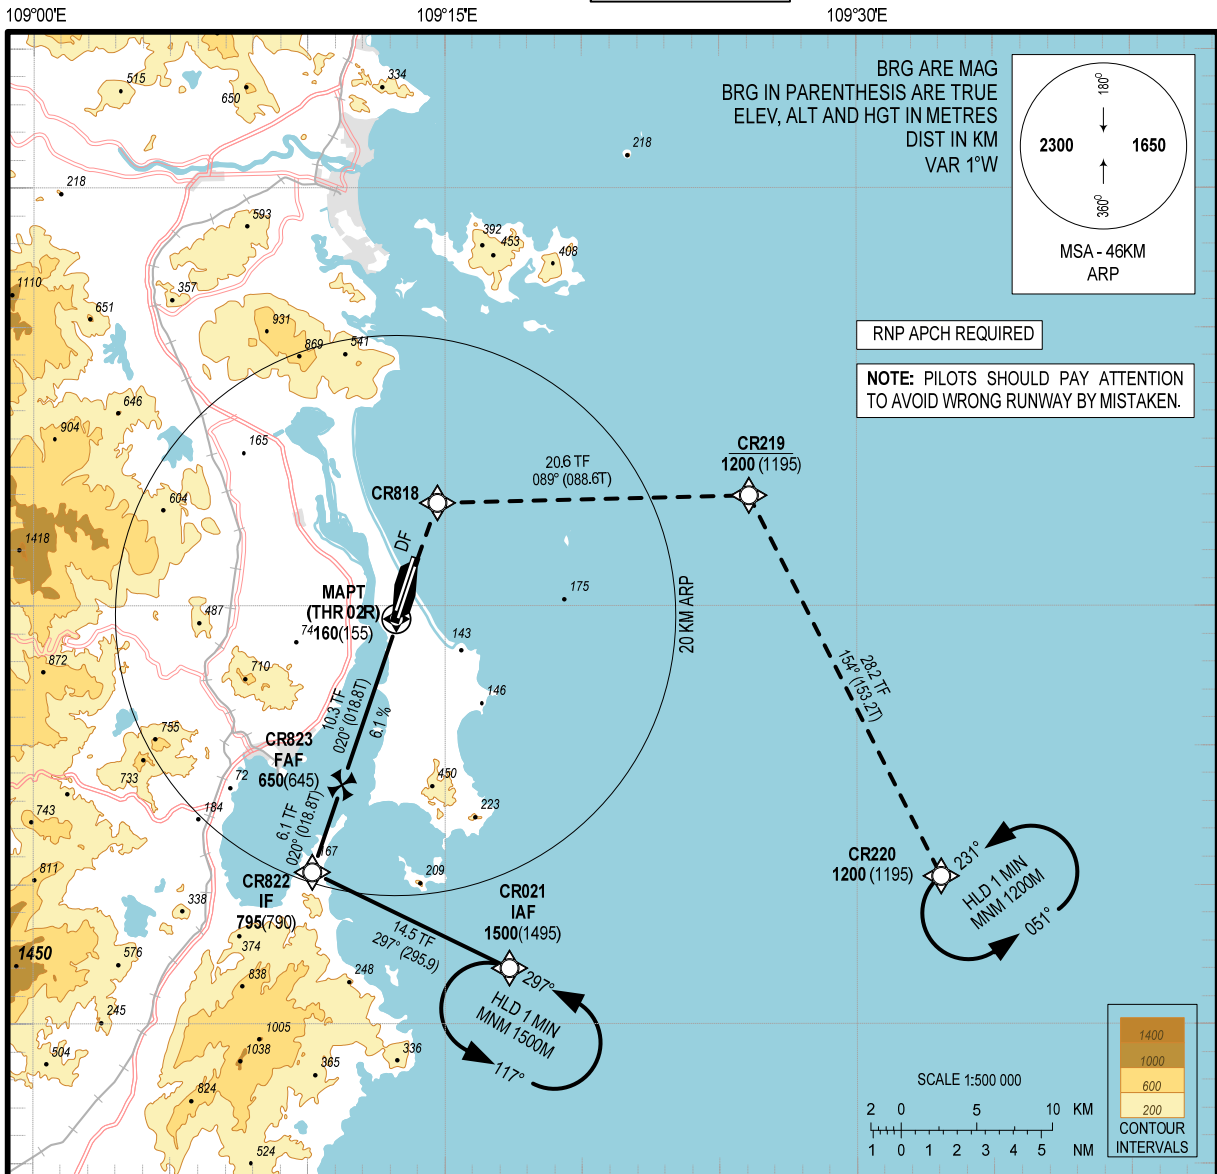 109°00'E
109°15'E
109°30'E
BRG ARE MAG
BRG IN PARENTHESIS ARE TRUE
ELEV, ALT AND HGT IN METRES
DIST IN KM
VAR 1°W
180°
2300
1650
360°
MSA - 46KM
ARP
RNP APCH REQUIRED
NOTE: PILOTS SHOULD PAY ATTENTION
TO AVOID WRONG RUNWAY BY MISTAKEN.
515
650
334
218
218
593
392
453
408
1110
651
357
931
869
541
646
904
165
604
1418
CR219
1200 (1195)
20.6 TF
089° (088.6T)
CR818
DF
MAPT
(THR 02R)
160(155)
175
20 KM ARP
487
74
143
872
710
146
28.2 TF
154° (153.2T)
10.3 TF
020° (018.8T)
6.1 %
CR823
FAF
650(645)
755
733
72
450
743
184
223
6.1 TF
020° (018.8T)
167
811
209
CR822
IF
795(790)
338
374
CR021
IAF
1500(1495)
14.5 TF
297° (295.9)
CR220
1200 (1195)
231°
HLD 1 MIN
MNM 1200M
051°
1450
576
838
248
297°
HLD 1 MIN
MNM 1500M
117°
245
1005
1038
504
336
365
824
524
SCALE 1:500 000
2 0 5 10 KM
1 0 1 2 3 4 5 NM
1400
1000
600
200
CONTOUR
INTERVALS